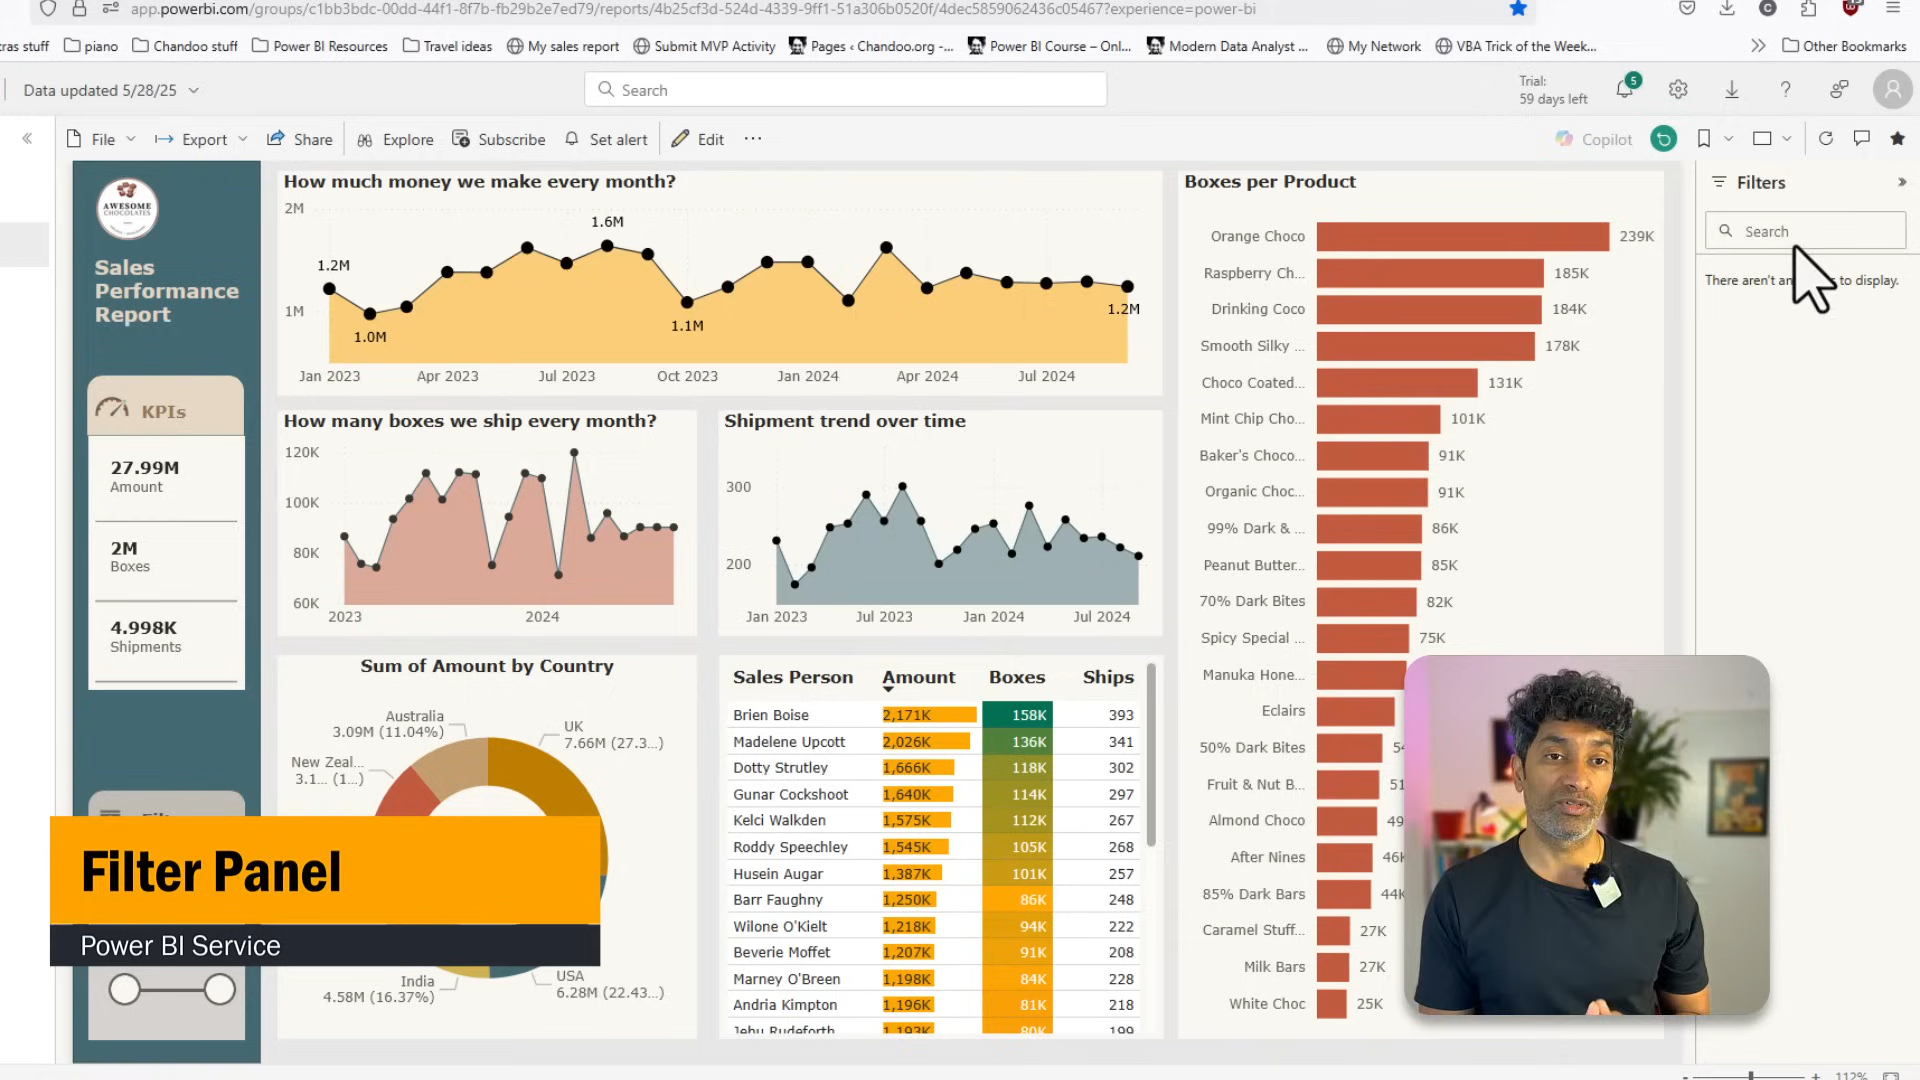 app.powerbi.com/groups/c1bb3bdc-00dd-44f1-8f7b-fb29b2e7ed79/reports/4b25cf3d-524d-4339-9ff1-51a306b0520f/4dec5859062436c05467?experience=power-bi
tras stuff piano Chandoo stuff Power BI Resources Travel ideas My sales report Submit MVP Activity Pages ‹ Chandoo.org -... Power BI Course – Onl... Modern Data Analyst ... My Network VBA Trick of the Week... Other Bookmarks
Data updated 5/28/25
Search
Trial:
59 days left
5
File Export Share Explore Subscribe Set alert Edit ... Copilot
AWESOME
CHOCOLATES
Sales
Performance
Report
KPIs
27.99M
Amount
2M
Boxes
4.998K
Shipments
How much money we make every month?
2M
1M
1.2M
1.0M
1.6M
1.1M
1.2M
Jan 2023 Apr 2023 Jul 2023 Oct 2023 Jan 2024 Apr 2024 Jul 2024
How many boxes we ship every month?
120K
100K
80K
60K
2023 2024
Shipment trend over time
300
200
Jan 2023 Jul 2023 Jan 2024 Jul 2024
Sum of Amount by Country
Australia
3.09M (11.04%)
UK
7.66M (27.3...)
New Zeal...
3.1... (1...)
India
4.58M (16.37%)
USA
6.28M (22.43...)
Sales Person Amount Boxes Ships
Brien Boise 2,171K 158K 393
Madelene Upcott 2,026K 136K 341
Dotty Strutley 1,666K 118K 302
Gunar Cockshoot 1,640K 114K 297
Kelci Walkden 1,575K 112K 267
Roddy Speechley 1,545K 105K 268
Husein Augar 1,387K 101K 257
Barr Faughny 1,250K 86K 248
Wilone O'Kielt 1,218K 94K 222
Beverie Moffet 1,207K 91K 208
Marney O'Breen 1,198K 84K 228
Andria Kimpton 1,196K 81K 218
Jehu Rudeforth 1,193K 80K 199
Boxes per Product
Orange Choco 239K
Raspberry Ch... 185K
Drinking Coco 184K
Smooth Silky ... 178K
Choco Coated... 131K
Mint Chip Cho... 101K
Baker's Choco... 91K
Organic Choc... 91K
99% Dark & ... 86K
Peanut Butter... 85K
70% Dark Bites 82K
Spicy Special ... 75K
Manuka Hone...
Eclairs
50% Dark Bites
Fruit & Nut B... 51
Almond Choco 49
After Nines 46K
85% Dark Bars 44K
Caramel Stuff... 27K
Milk Bars 27K
White Choc 25K
Filters
Search
There aren't an to display.
Filter Panel
Power BI Service
112%